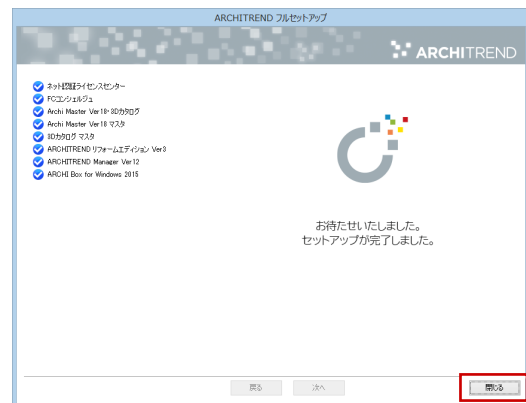 ARCHITREND フルセットアップ
ARCHITREND
ネット認証ライセンスセンター
FCコンシェルジュ
Archi Master Ver18・3Dカタログ
Archi Master Ver18 マスタ
3Dカタログ マスタ
ARCHITREND リフォームエディション Ver3
ARCHITREND Manager Ver12
ARCHI Box for Windows 2015
お待たせいたしました。
セットアップが完了しました。
戻る
次へ
閉じる